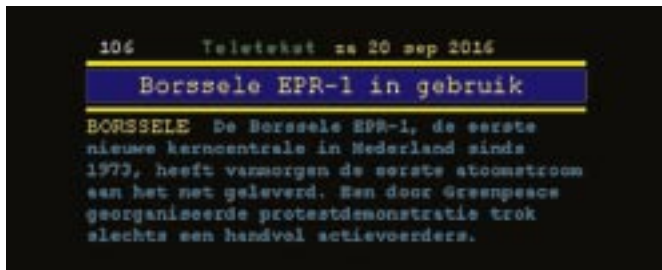 106 Teletekst za 20 sep 2016
Borssele EPR-1 in gebruik
BORSSELE De Borssele EPR-1, de eerste
nieuwe kerncentrale in Nederland sinds
1973, heeft vanmorgen de eerste atoomstroom
aan het net geleverd. Een door Greenpeace
georganiseerde protestdemonstratie trok
slechts een handvol actievoerders.